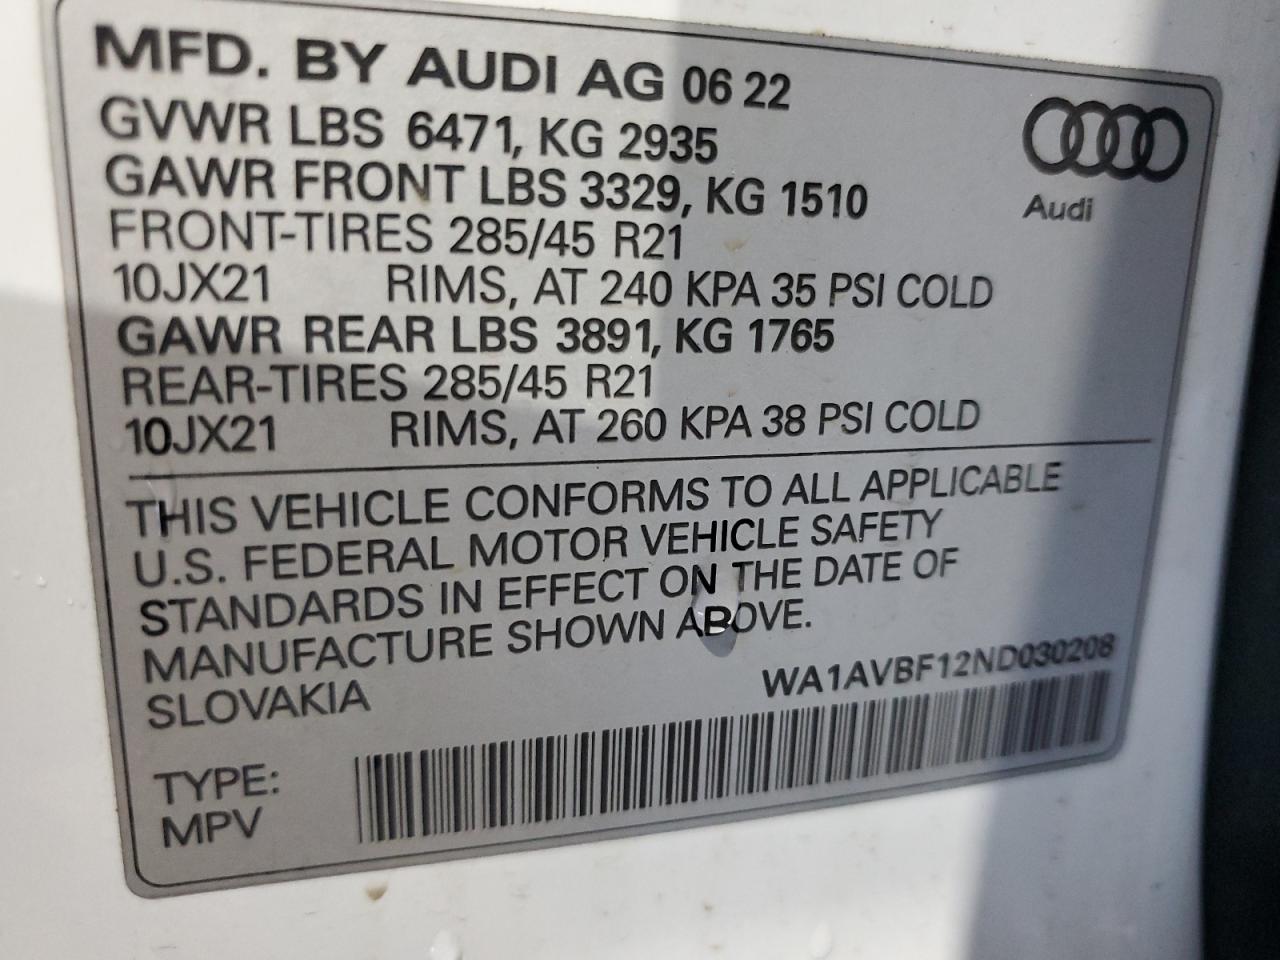 MFD. BY AUDI AG 06 22
GVWR LBS 6471, KG 2935
GAWR FRONT LBS 3329, KG 1510
FRONT-TIRES 285/45 R21
10JX21 RIMS, AT 240 KPA 35 PSI COLD
GAWR REAR LBS 3891, KG 1765
REAR-TIRES 285/45 R21
10JX21 RIMS, AT 260 KPA 38 PSI COLD
Audi
THIS VEHICLE CONFORMS TO ALL APPLICABLE
U.S. FEDERAL MOTOR VEHICLE SAFETY
STANDARDS IN EFFECT ON THE DATE OF
MANUFACTURE SHOWN ABOVE.
SLOVAKIA
WA1AVBF12ND030208
TYPE:
MPV